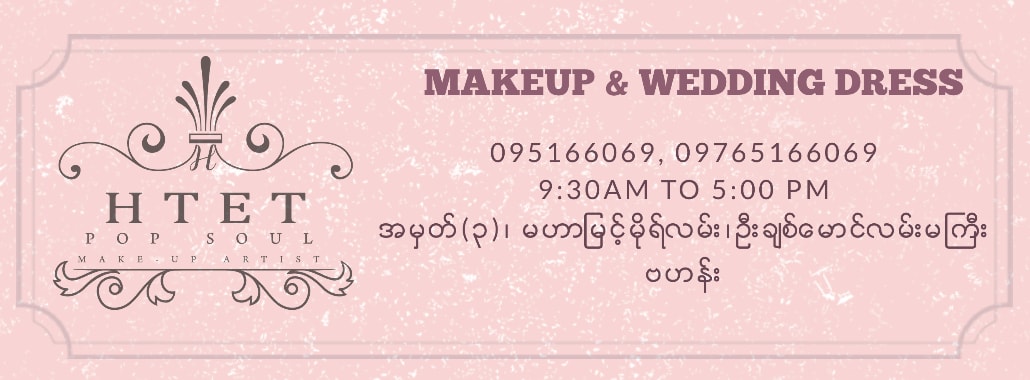 H
HTET
POP SOUL
MAKE-UP ARTIST
MAKEUP & WEDDING DRESS
095166069, 09765166069
9:30AM TO 5:00 PM
အမှတ်(၃)၊ မဟာမြင့်မိုရ်လမ်း၊ဦးချစ်မောင်လမ်းမကြီး
ဗဟန်း